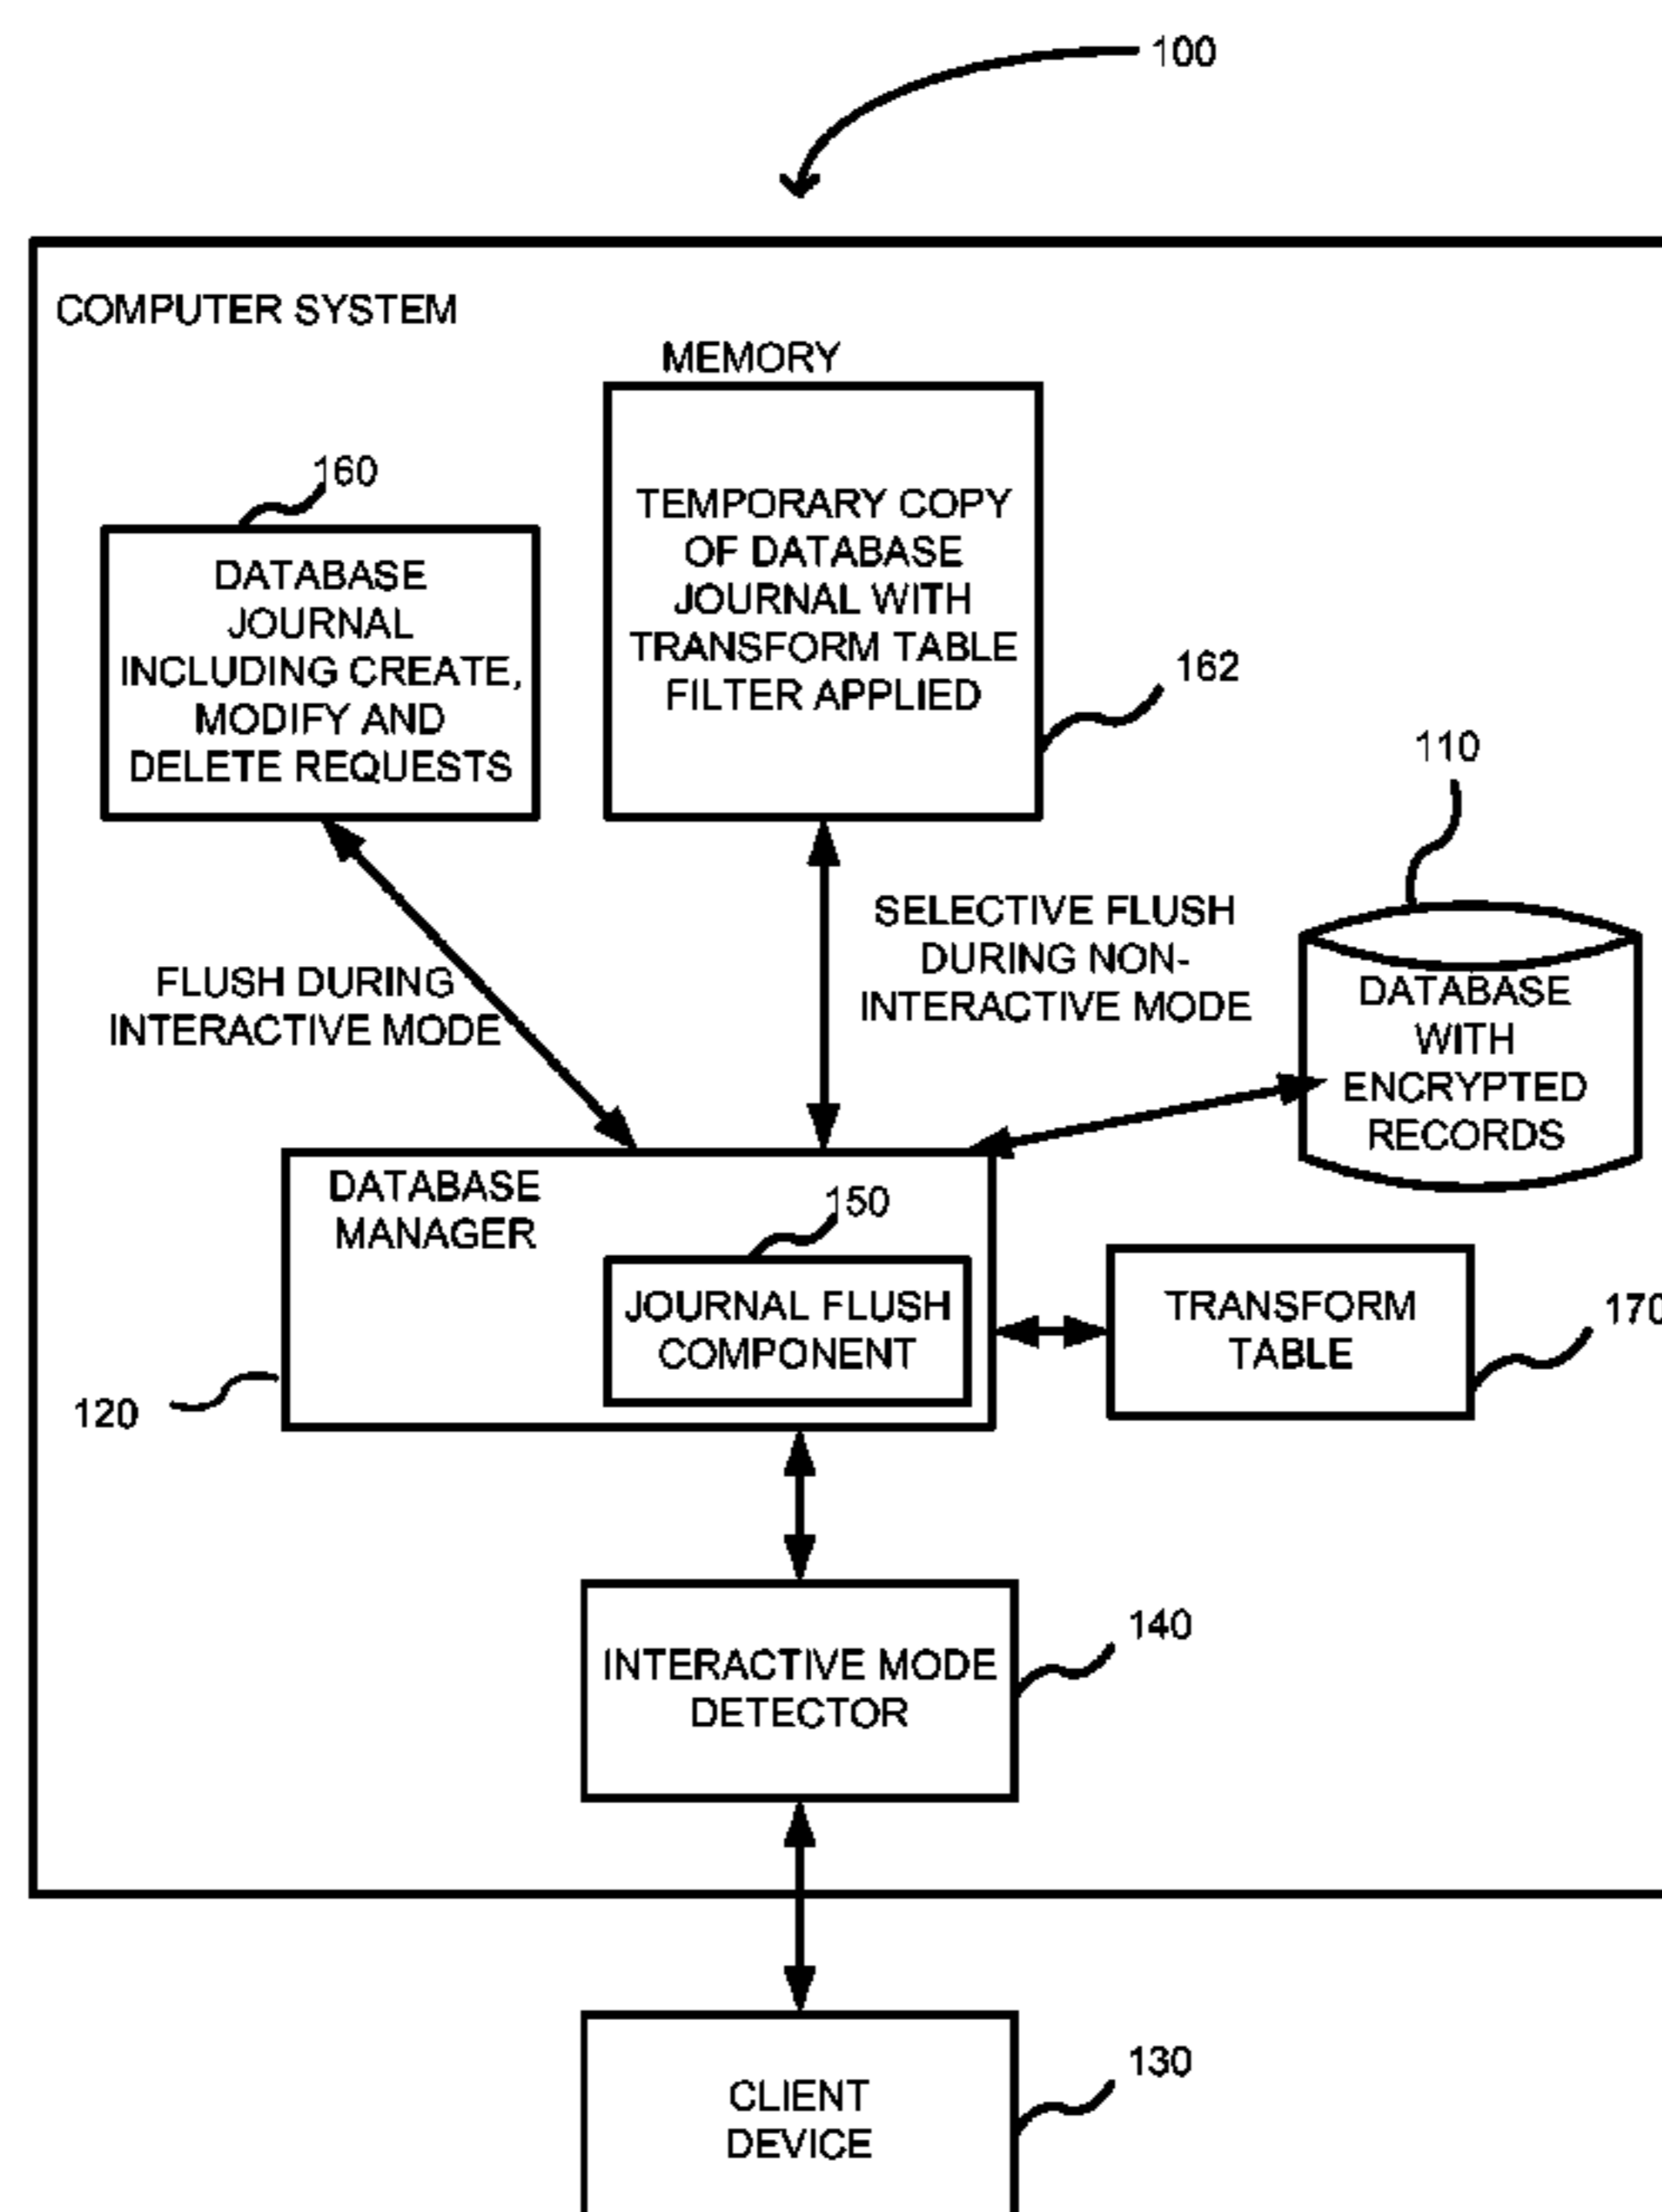 100
COMPUTER SYSTEM
MEMORY
160
DATABASE
JOURNAL
INCLUDING CREATE,
MODIFY AND
DELETE REQUESTS
TEMPORARY COPY
OF DATABASE
JOURNAL WITH
TRANSFORM TABLE
FILTER APPLIED
162
110
FLUSH DURING
INTERACTIVE MODE
SELECTIVE FLUSH
DURING NON-
INTERACTIVE MODE
DATABASE
WITH
ENCRYPTED
RECORDS
DATABASE
MANAGER
150
JOURNAL FLUSH
COMPONENT
TRANSFORM
TABLE
170
120
INTERACTIVE MODE
DETECTOR
140
CLIENT
DEVICE
130